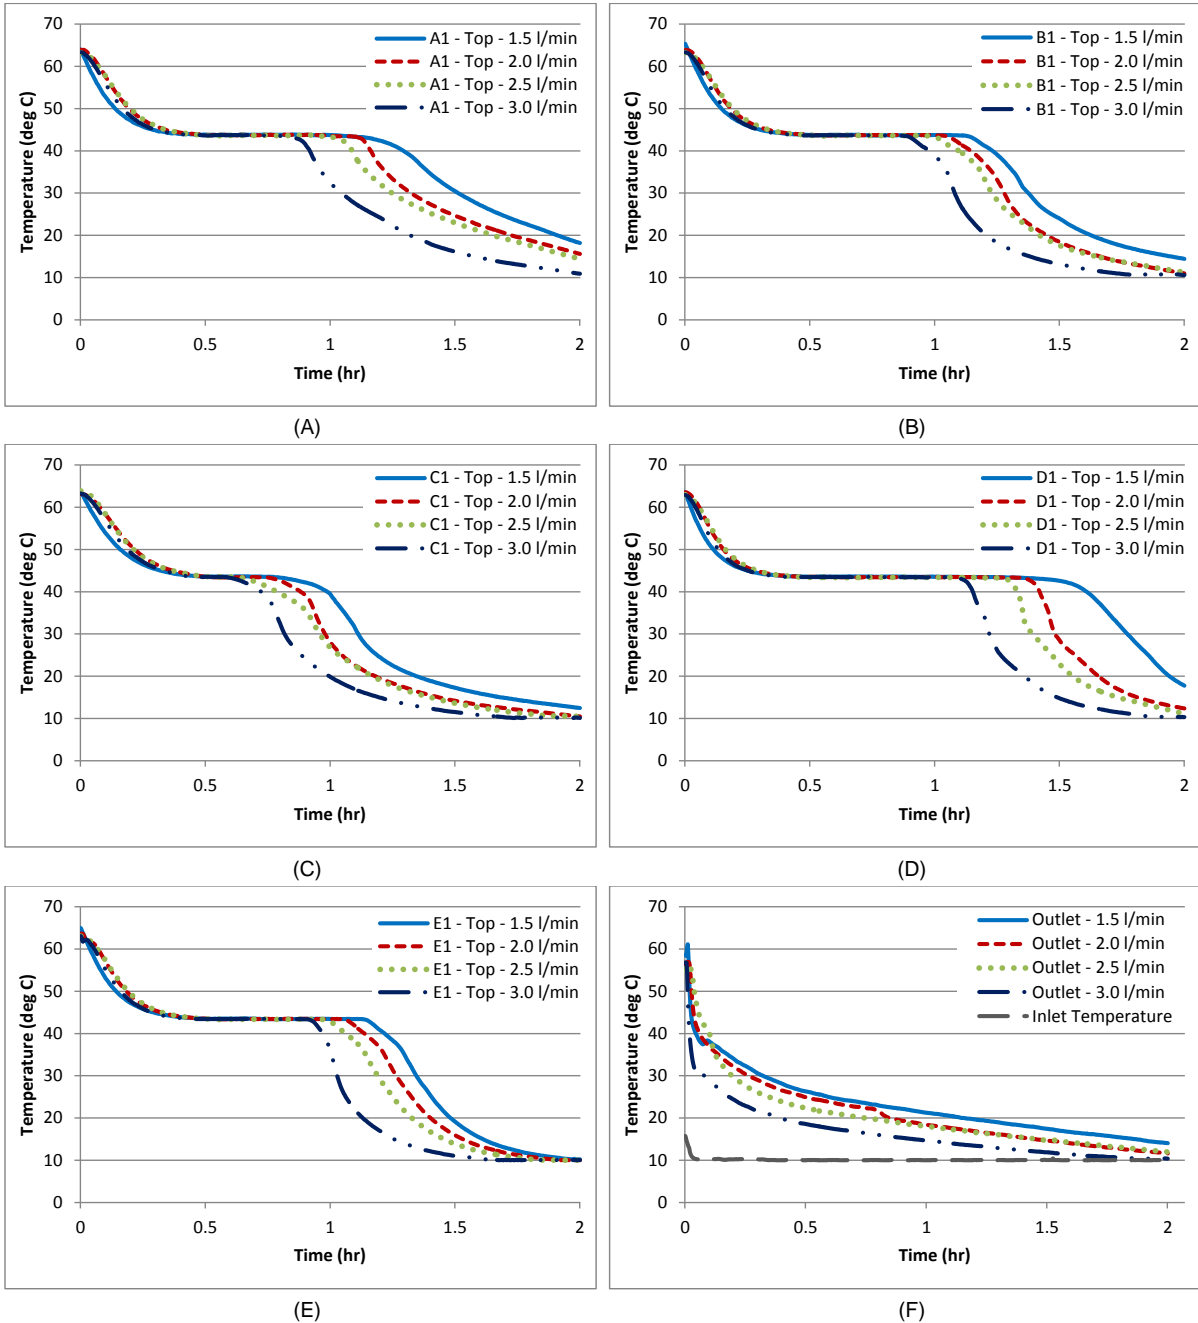 70
60
50
40
30
20
10
0
Temperature (deg C)
A1 - Top - 1.5 l/min
A1 - Top - 2.0 l/min
A1 - Top - 2.5 l/min
A1 - Top - 3.0 l/min
0 0.5 1 1.5 2
Time (hr)
(A)
70
60
50
40
30
20
10
0
Temperature (deg C)
B1 - Top - 1.5 l/min
B1 - Top - 2.0 l/min
B1 - Top - 2.5 l/min
B1 - Top - 3.0 l/min
0 0.5 1 1.5 2
Time (hr)
(B)
70
60
50
40
30
20
10
0
Temperature (deg C)
C1 - Top - 1.5 l/min
C1 - Top - 2.0 l/min
C1 - Top - 2.5 l/min
C1 - Top - 3.0 l/min
0 0.5 1 1.5 2
Time (hr)
(C)
70
60
50
40
30
20
10
0
Temperature (deg C)
D1 - Top - 1.5 l/min
D1 - Top - 2.0 l/min
D1 - Top - 2.5 l/min
D1 - Top - 3.0 l/min
0 0.5 1 1.5 2
Time (hr)
(D)
70
60
50
40
30
20
10
0
Temperature (deg C)
E1 - Top - 1.5 l/min
E1 - Top - 2.0 l/min
E1 - Top - 2.5 l/min
E1 - Top - 3.0 l/min
0 0.5 1 1.5 2
Time (hr)
(E)
70
60
50
40
30
20
10
0
Temperature (deg C)
Outlet - 1.5 l/min
Outlet - 2.0 l/min
Outlet - 2.5 l/min
Outlet - 3.0 l/min
Inlet Temperature
0 0.5 1 1.5 2
Time (hr)
(F)